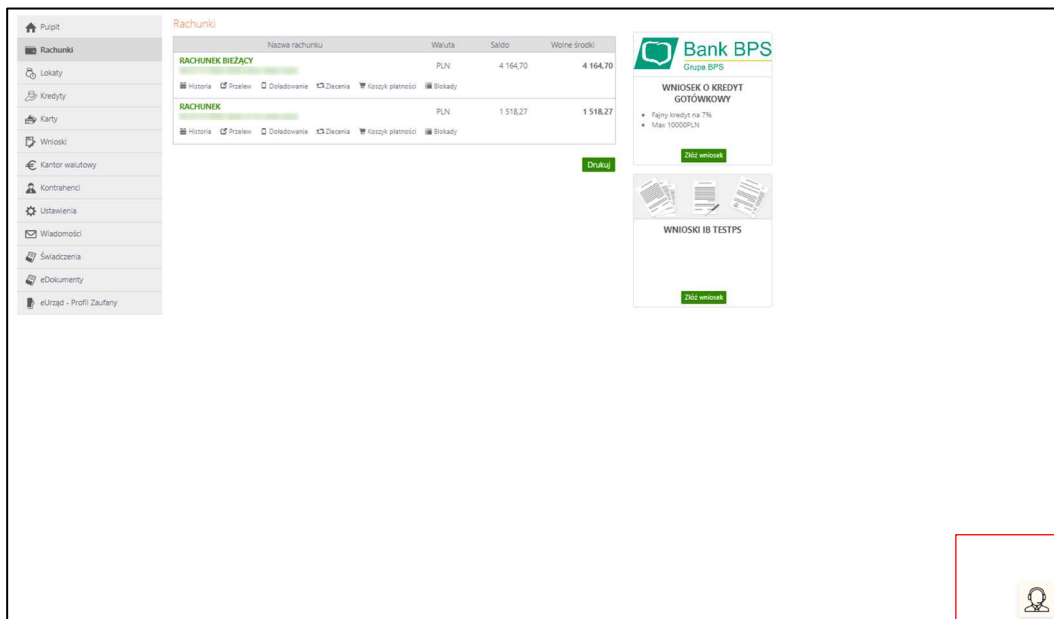 Pulpit
Rachunki
Lokaty
Kredyty
Karty
Wnioski
Kantor walutowy
Kontrahenci
Ustawienia
Wiadomości
Świadczenia
eDokumenty
eUrząd - Profil Zaufany
Rachunki
Nazwa rachunku Waluta Saldo Wolne środki
RACHUNEK BIEŻĄCY
PLN 4 164,70 4 164,70
Historia Przelew Doładowanie Zlecenia Koszyk płatności Blokady
RACHUNEK
PLN 1 518,27 1 518,27
Historia Przelew Doładowanie Zlecenia Koszyk płatności Blokady
Drukuj
Bank BPS
Grupa BPS
WNIOSEK O KREDYT
GOTÓWKOWY
Fajny kredyt na 7%
Max 10000PLN
Złóż wniosek
WNIOSKI IB TESTPS
Złóż wniosek